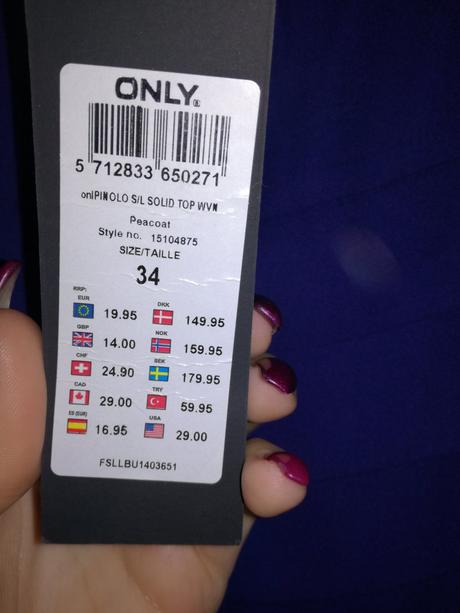 ONLY®
5 712833 650271
onlPINOLO S/L SOLID TOP WVN
Peacoat
Style no. 15104875
SIZE/TAILLE
34
RRP:
EUR 19.95 DKK 149.95
GBP 14.00 NOK 159.95
CHF 24.90 SEK 179.95
CAD 29.00 TRY 59.95
ES (EUR) 16.95 USA 29.00
FSLLBU1403651